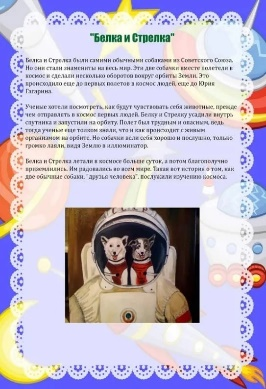 "Белка и Стрелка"
Белка и Стрелка были самыми обычными собаками из Советского Союза.
Но они стали знамениты на весь мир. Эти две собачки вместе полетели в
космос и сделали несколько оборотов вокруг орбиты Земли. Это
происходило еще до первых полетов в космос людей, еще до Юрия
Гагарина.
Ученые хотели посмотреть, как будут чувствовать себя животные, прежде
чем отправлять в космос первых людей. Белку и Стрелку усадили внутрь
спутника и запустили на орбиту. Полет был трудным и опасным, ведь
тогда ученые еще толком не знали, что и как происходит с живым
организмом на орбите. Но собачки вели себя хорошо и послушно, только
громко лаяли, видя Землю в иллюминатор.
Белка и Стрелка летали в космосе больше суток, а потом благополучно
приземлились. Им радовались во всем мире. Такая вот история о том, как
две обычные собаки, "друзья человека", послужили изучению космоса.